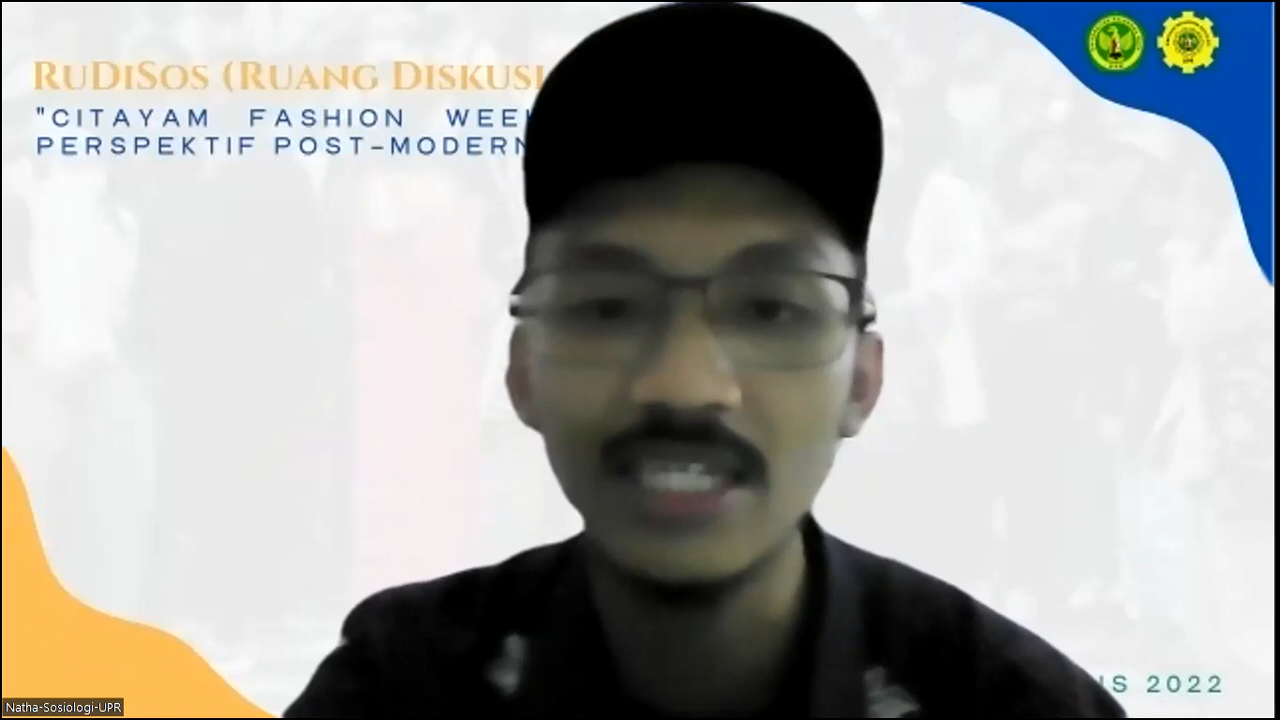 RUDISOS (RUANG DISKUSI
"CITAYAM FASHION WEE
PERSPEKTIF POST-MODERN
IS 2022
Natha-Sosiologi-UPR